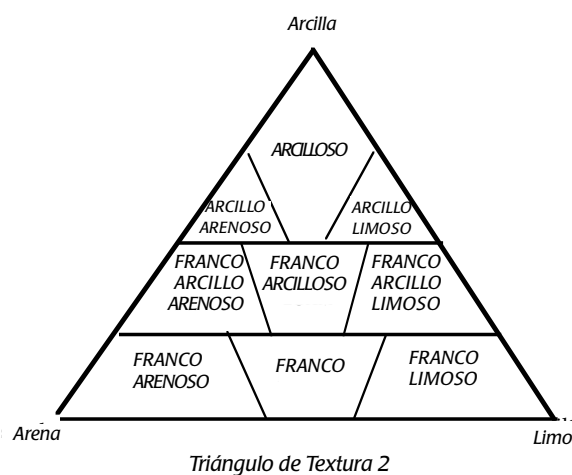 Arcilla
ARCILLOSO
ARCILLO
ARENOSO
ARCILLO
LIMOSO
FRANCO
ARCILLO
ARENOSO
FRANCO
ARCILLOSO
FRANCO
ARCILLO
LIMOSO
FRANCO
ARENOSO
FRANCO
FRANCO
LIMOSO
Arena
Limo
Triángulo de Textura 2